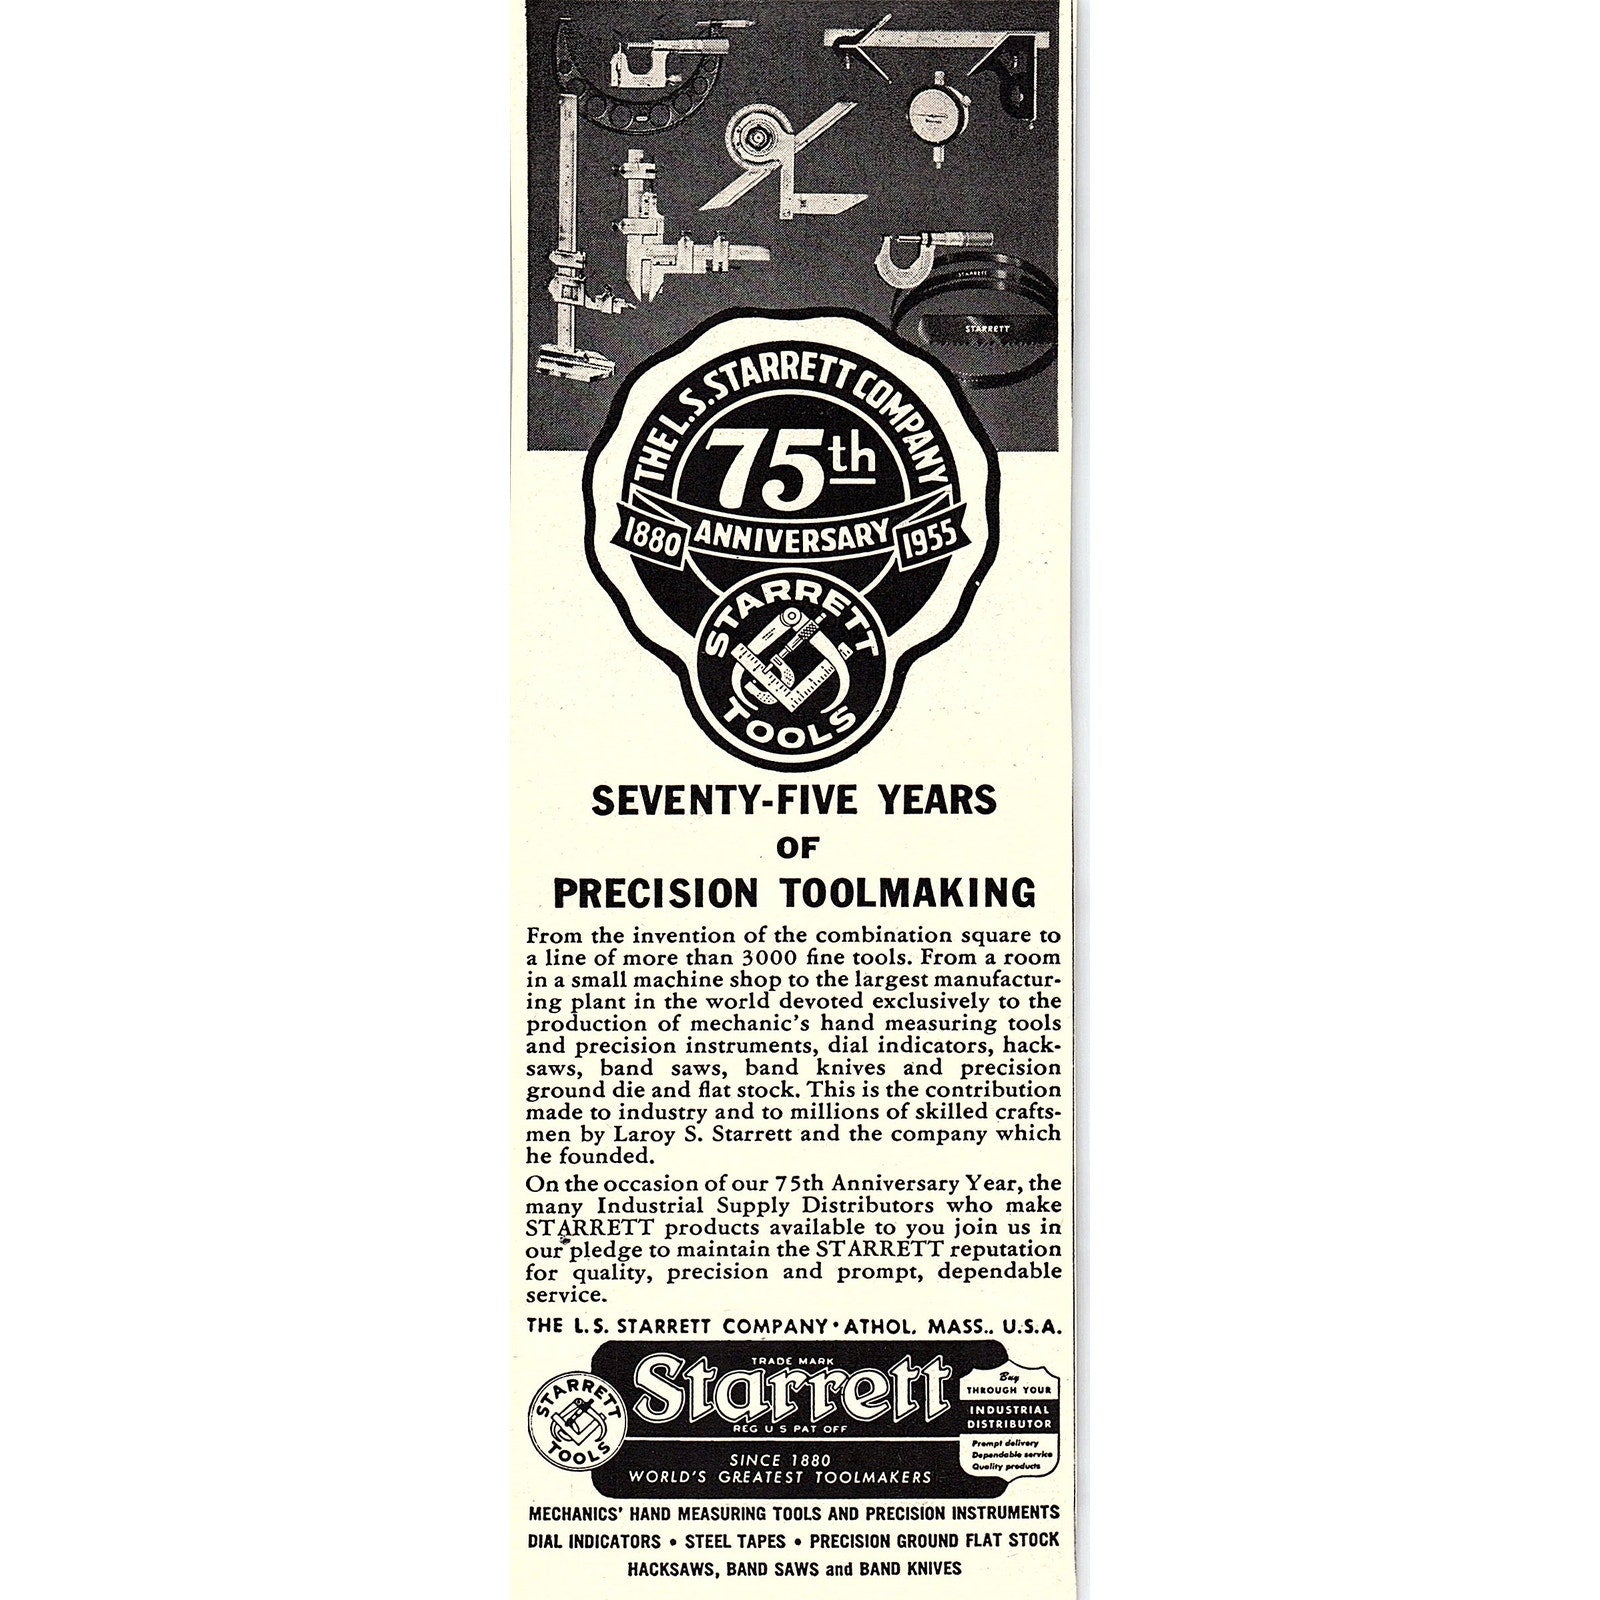 STARRETT
STARRETT
THE L.S. STARRETT COMPANY
75th
1880 ANNIVERSARY 1955
STARRETT
TOOLS
SEVENTY-FIVE YEARS
OF
PRECISION TOOLMAKING
From the invention of the combination square to
a line of more than 3000 fine tools. From a room
in a small machine shop to the largest manufactur-
ing plant in the world devoted exclusively to the
production of mechanic's hand measuring tools
and precision instruments, dial indicators, hack-
saws, band saws, band knives and precision
ground die and flat stock. This is the contribution
made to industry and to millions of skilled crafts-
men by Laroy S. Starrett and the company which
he founded.
On the occasion of our 75th Anniversary Year, the
many Industrial Supply Distributors who make
STARRETT products available to you join us in
our pledge to maintain the STARRETT reputation
for quality, precision and prompt, dependable
service.
THE L.S. STARRETT COMPANY • ATHOL, MASS., U.S.A.
STARRETT
TOOLS
TRADE MARK
Starrett
REG U S PAT OFF
SINCE 1880
WORLD'S GREATEST TOOLMAKERS
Buy
THROUGH YOUR
INDUSTRIAL
DISTRIBUTOR
Prompt delivery
Dependable service
Quality products
MECHANICS' HAND MEASURING TOOLS AND PRECISION INSTRUMENTS
DIAL INDICATORS • STEEL TAPES • PRECISION GROUND FLAT STOCK
HACKSAWS, BAND SAWS and BAND KNIVES